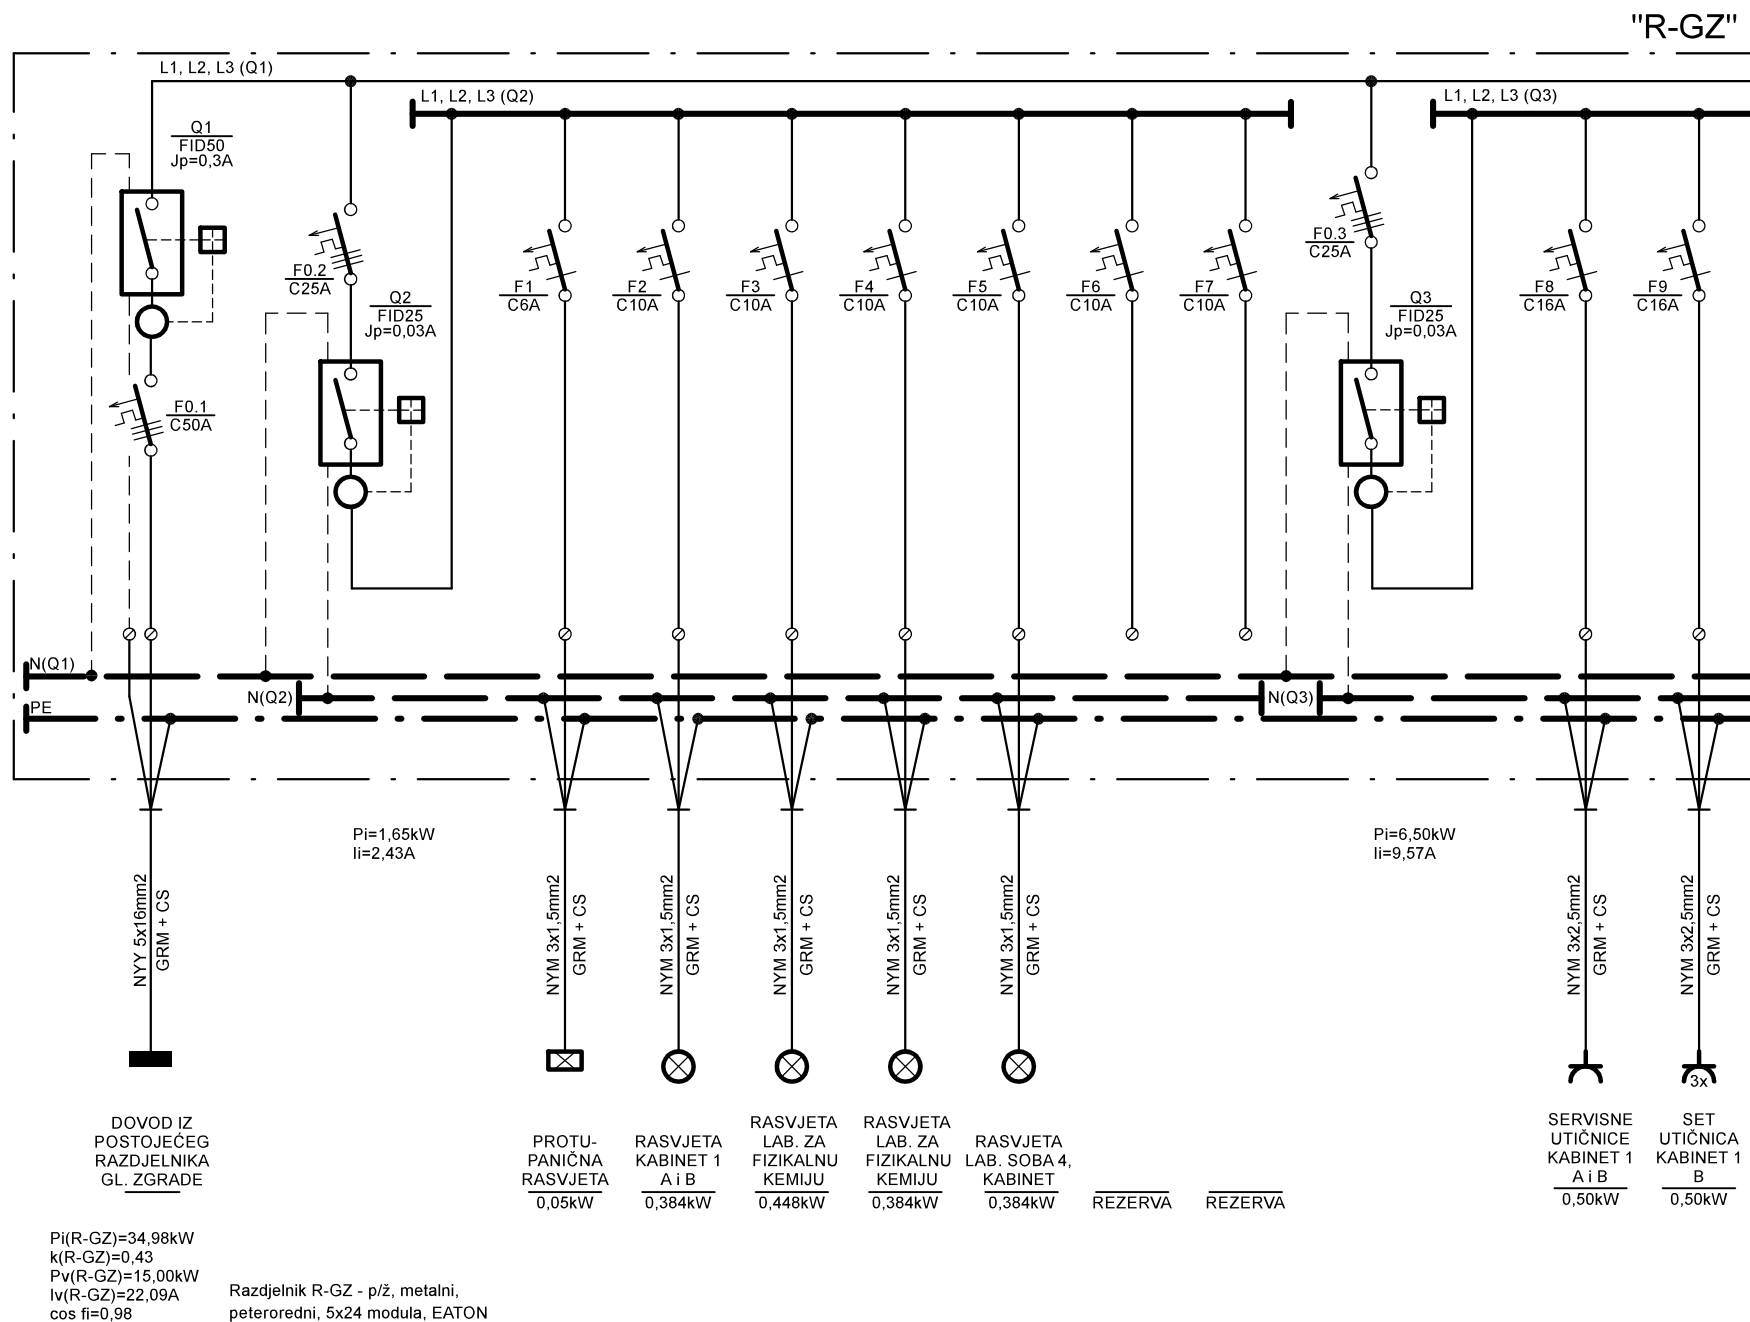 "R-GZ"
L1, L2, L3 (Q1)
L1, L2, L3 (Q2)
L1, L2, L3 (Q3)
Q1
FID50
Jp=0,3A
F0.1
C50A
F0.2
C25A
Q2
FID25
Jp=0,03A
F1
C6A
F2
C10A
F3
C10A
F4
C10A
F5
C10A
F6
C10A
F7
C10A
F0.3
C25A
Q3
FID25
Jp=0,03A
F8
C16A
F9
C16A
N(Q1)
N(Q2)
N(Q3)
PE
Pi=1,65kW
Ii=2,43A
Pi=6,50kW
Ii=9,57A
NYY 5x16mm2
GRM + CS
NYM 3x1,5mm2
GRM + CS
NYM 3x1,5mm2
GRM + CS
NYM 3x1,5mm2
GRM + CS
NYM 3x1,5mm2
GRM + CS
NYM 3x1,5mm2
GRM + CS
NYM 3x2,5mm2
GRM + CS
NYM 3x2,5mm2
GRM + CS
3x
DOVOD IZ
POSTOJEĆEG
RAZDJELNIKA
GL. ZGRADE
PROTU-
PANIČNA
RASVJETA
0,05kW
RASVJETA
KABINET 1
A i B
0,384kW
RASVJETA
LAB. ZA
FIZIKALNU
KEMIJU
0,448kW
RASVJETA
LAB. ZA
FIZIKALNU
KEMIJU
0,384kW
RASVJETA
LAB. SOBA 4,
KABINET
0,384kW
REZERVA
REZERVA
SERVISNE
UTIČNICE
KABINET 1
A i B
0,50kW
SET
UTIČNICA
KABINET 1
B
0,50kW
Pi(R-GZ)=34,98kW
k(R-GZ)=0,43
Pv(R-GZ)=15,00kW
Iv(R-GZ)=22,09A
cos fi=0,98
Razdjelnik R-GZ - p/ž, metalni,
peteroredni, 5x24 modula, EATON